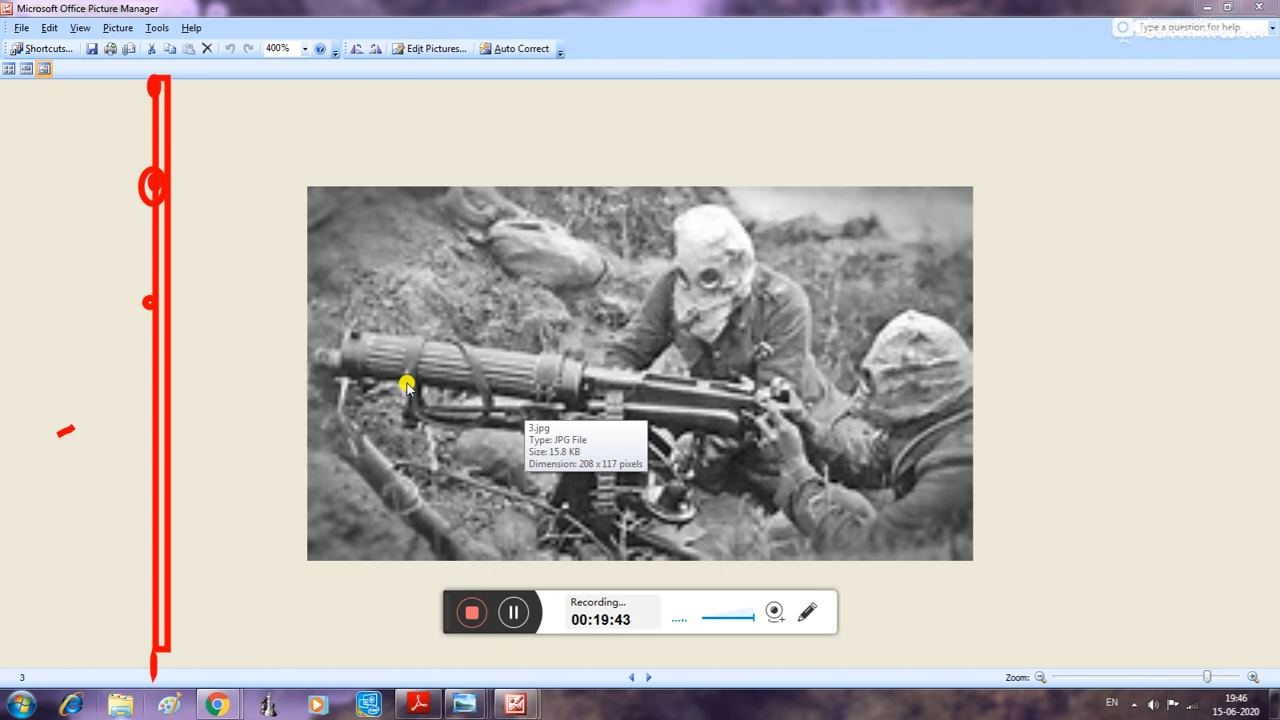 Microsoft Office Picture Manager
File Edit View Picture Tools Help
Type a question for help
Shortcuts... 400% Edit Pictures... Auto Correct
3.jpg
Type: JPG File
Size: 15.8 KB
Dimension: 208 x 117 pixels
Recording...
00:19:43
3 Zoom:
EN 19:46
15-06-2020